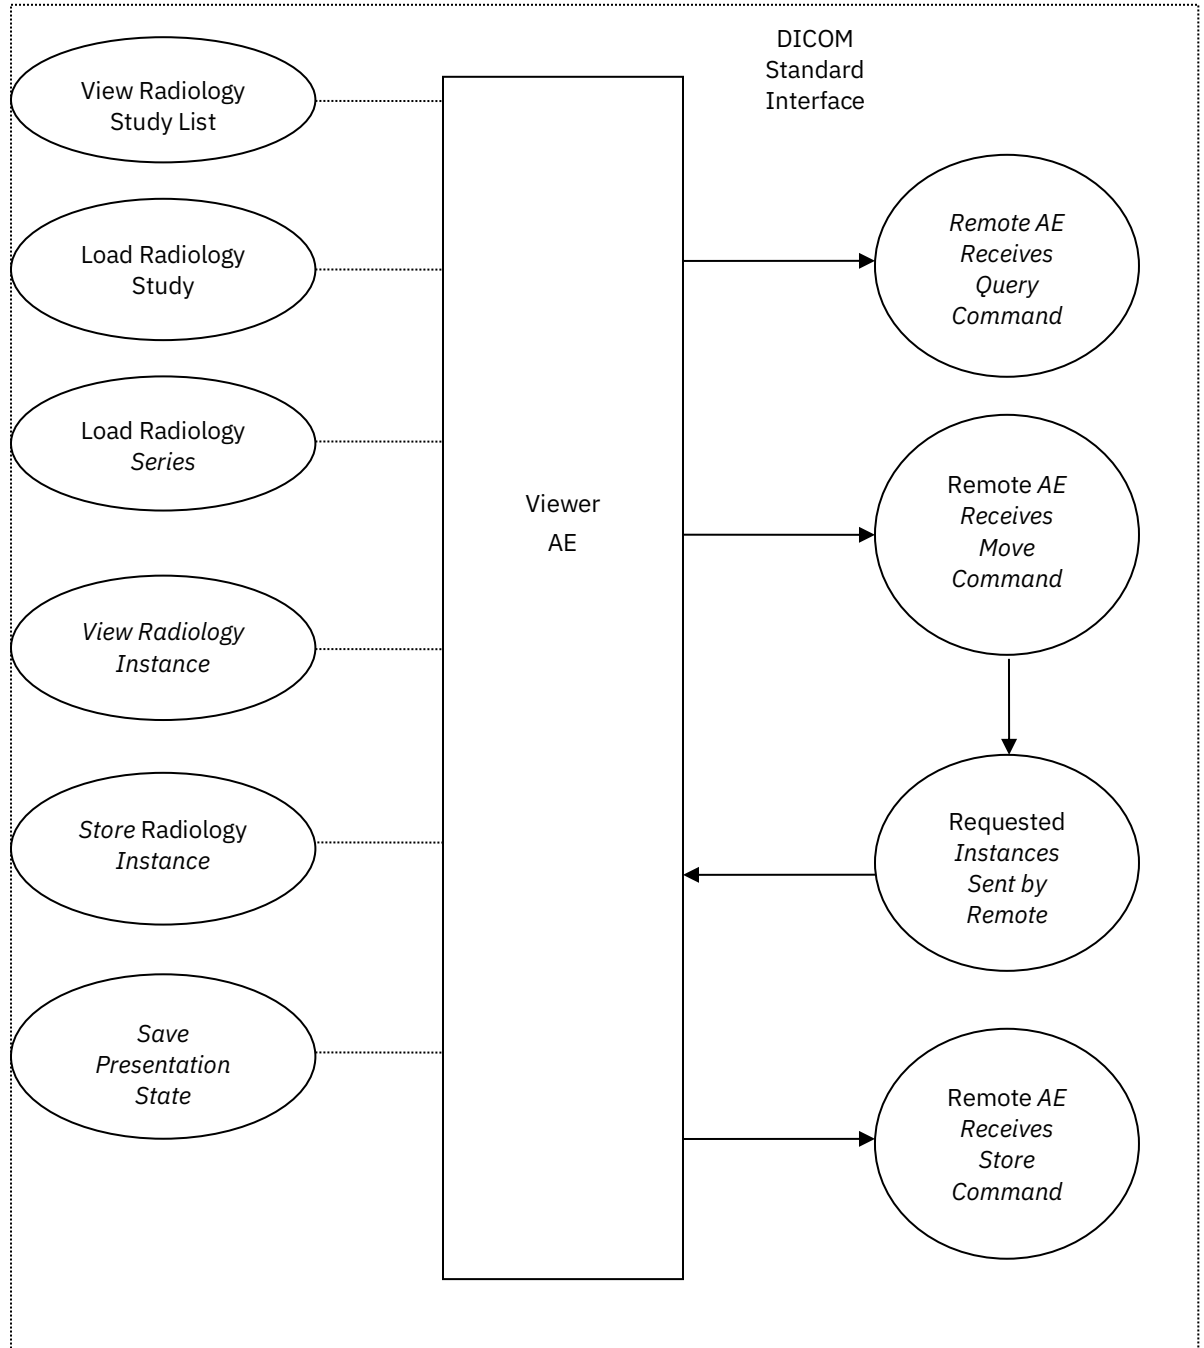 View Radiology
Study List
Load Radiology
Study
Load Radiology
Series
View Radiology
Instance
Store Radiology
Instance
Save
Presentation
State
Viewer
AE
DICOM
Standard
Interface
Remote AE
Receives
Query
Command
Remote AE
Receives
Move
Command
Requested
Instances
Sent by
Remote
Remote AE
Receives
Store
Command